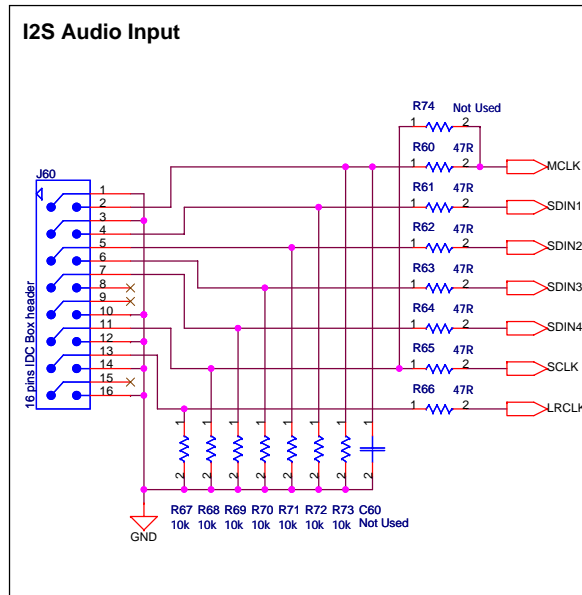 I2S Audio Input
R74 Not Used
1 2
R60 47R
1 2 MCLK
R61 47R
1 2 SDIN1
R62 47R
1 2 SDIN2
R63 47R
1 2 SDIN3
R64 47R
1 2 SDIN4
R65 47R
1 2 SCLK
R66 47R
1 2 LRCLK
J60
1
2
3
4
5
6
7
8
9
10
11
12
13
14
15
16
16 pins IDC Box header
1 1 1 1 1 1 1 1
2 2 2 2 2 2 2 2
R67 R68 R69 R70 R71 R72 R73 C60
10k 10k 10k 10k 10k 10k 10k Not Used
GND